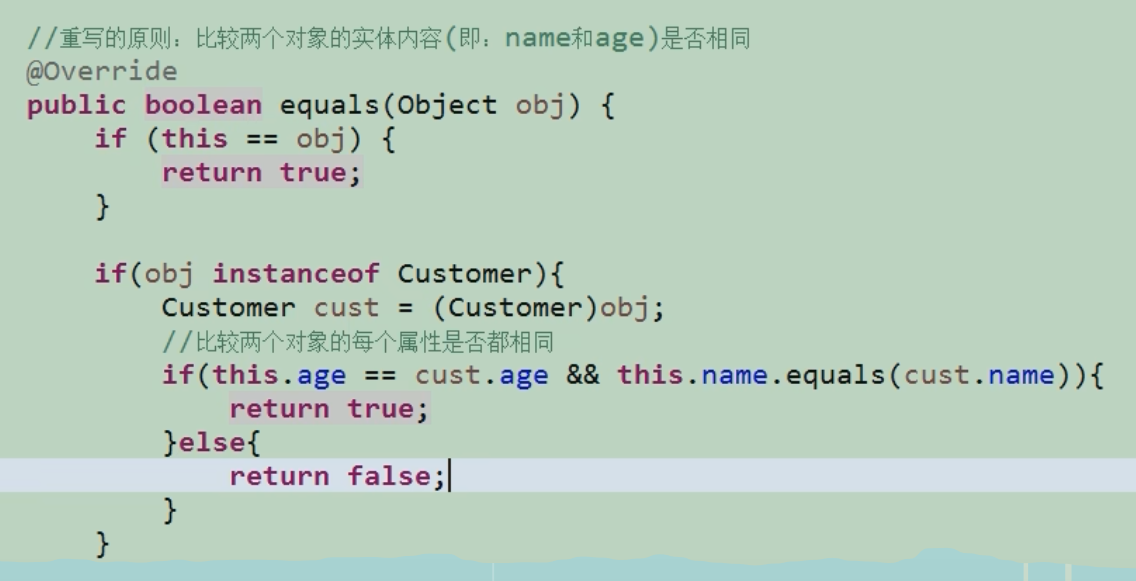 //重写的原则：比较两个对象的实体内容(即：name和age)是否相同
@Override
public boolean equals(Object obj) {
if (this == obj) {
return true;
}
if(obj instanceof Customer){
Customer cust = (Customer)obj;
//比较两个对象的每个属性是否都相同
if(this.age == cust.age && this.name.equals(cust.name)){
return true;
}else{
return false;
}
}